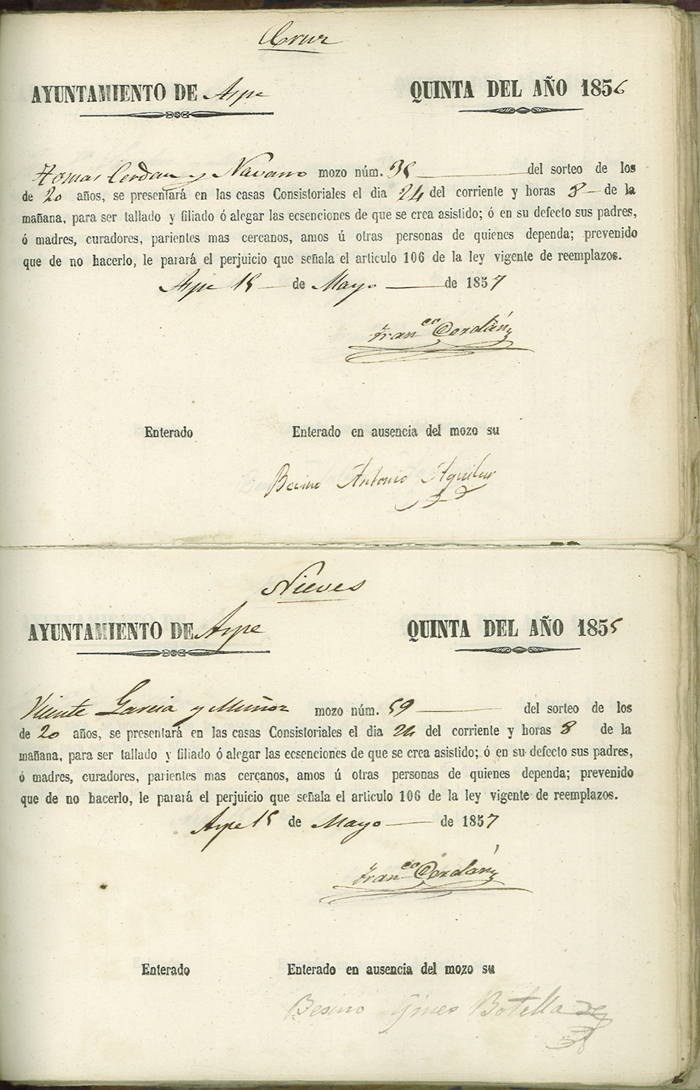 Cruz
AYUNTAMIENTO DE Aspe QUINTA DEL AÑO 1856
Tomas Cerdan y Navarro mozo núm. 38 del sorteo de los
de 20 años, se presentará en las casas Consistoriales el dia 24 del corriente y horas 8 de la
mañana, para ser tallado y filiado ó alegar las ecsenciones de que se crea asistido; ó en su defecto sus padres,
ó madres, curadores, parientes mas cercanos, amos ú otras personas de quienes dependa; prevenido
que de no hacerlo, le parará el perjuicio que señala el articulo 106 de la ley vigente de reemplazos.
Aspe 15 de Mayo de 1857
Franco Cerdán
Enterado Enterado en ausencia del mozo su
Besino Antonio Aguilar
Nieves
AYUNTAMIENTO DE Aspe QUINTA DEL AÑO 1855
Vicente Garcia y Muñoz mozo núm. 59 del sorteo de los
de 20 años, se presentará en las casas Consistoriales el dia 24 del corriente y horas 8 de la
mañana, para ser tallado y filiado ó alegar las ecsenciones de que se crea asistido; ó en su defecto sus padres,
ó madres, curadores, parientes mas cercanos, amos ú otras personas de quienes dependa; prevenido
que de no hacerlo, le parará el perjuicio que señala el articulo 106 de la ley vigente de reemplazos.
Aspe 15 de Mayo de 1857
Franco Cerdán
Enterado Enterado en ausencia del mozo su
Besino Gines Botella